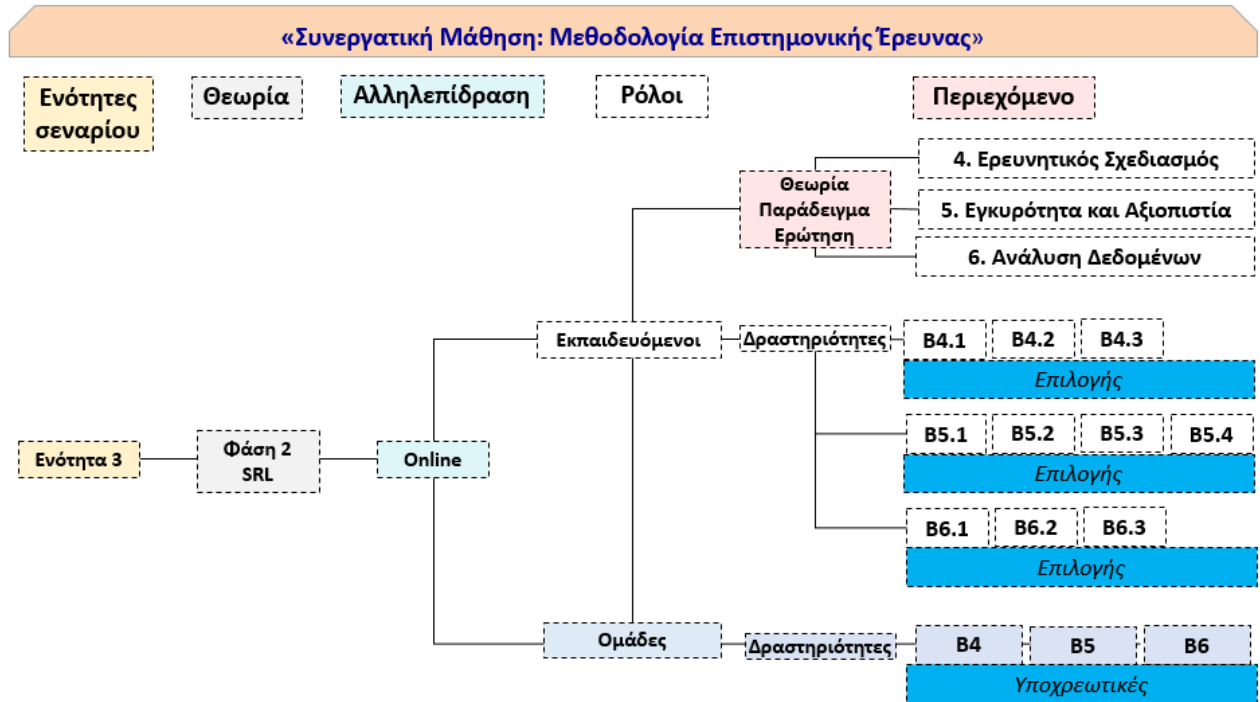 «Συνεργατική Μάθηση: Μεθοδολογία Επιστημονικής Έρευνας»
Ενότητες
σεναρίου
Θεωρία
Αλληλεπίδραση
Ρόλοι
Περιεχόμενο
Θεωρία
Παράδειγμα
Ερώτηση
4. Ερευνητικός Σχεδιασμός
5. Εγκυρότητα και Αξιοπιστία
6. Ανάλυση Δεδομένων
Εκπαιδευόμενοι
Δραστηριότητες
B4.1 B4.2 B4.3
Επιλογής
B5.1 B5.2 B5.3 B5.4
Επιλογής
B6.1 B6.2 B6.3
Επιλογής
Ενότητα 3
Φάση 2
SRL
Online
Ομάδες
Δραστηριότητες
B4 B5 B6
Υποχρεωτικές